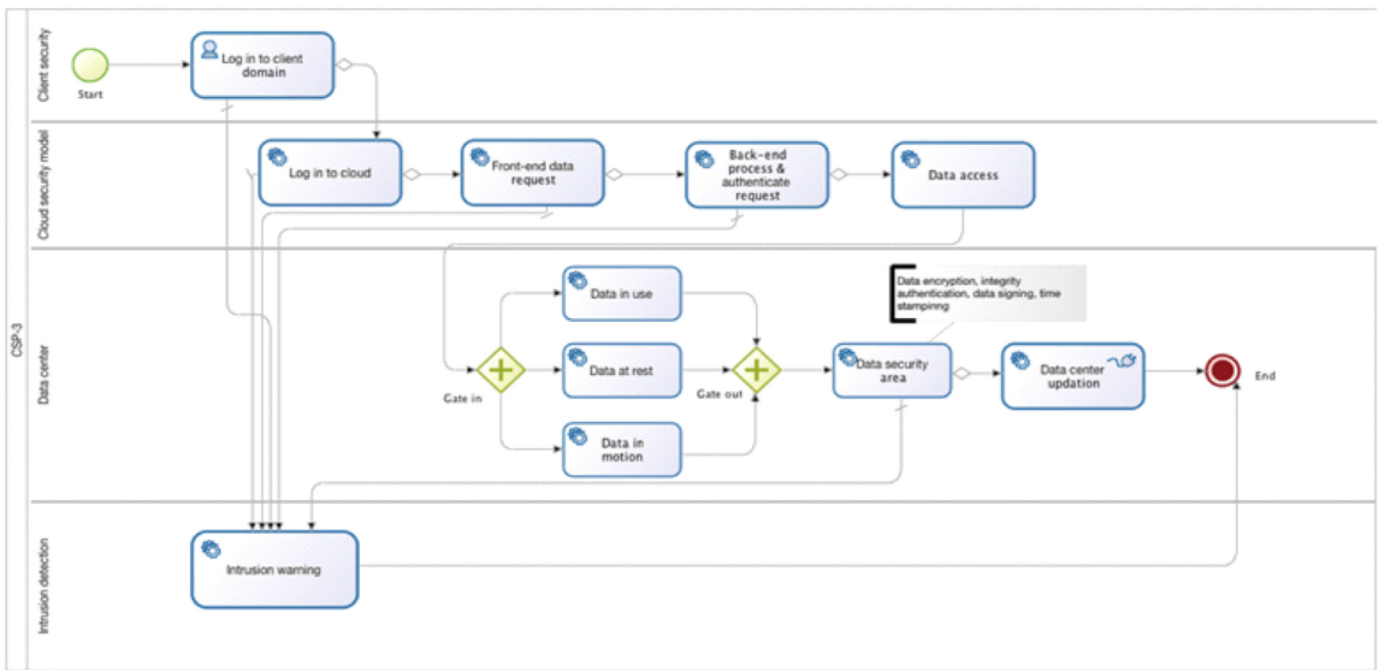 CSP-3
Client security
Start
Log in to client
domain
Cloud security model
Log in to cloud
Front-end data
request
Back-end
process &
authenticate
request
Data access
Data center
Gate in
Data in use
Data at rest
Data in
motion
Gate out
Data encryption, integrity
authentication, data signing, time
stampinng
Data security
area
Data center
updation
End
Intrusion detection
Intrusion warning